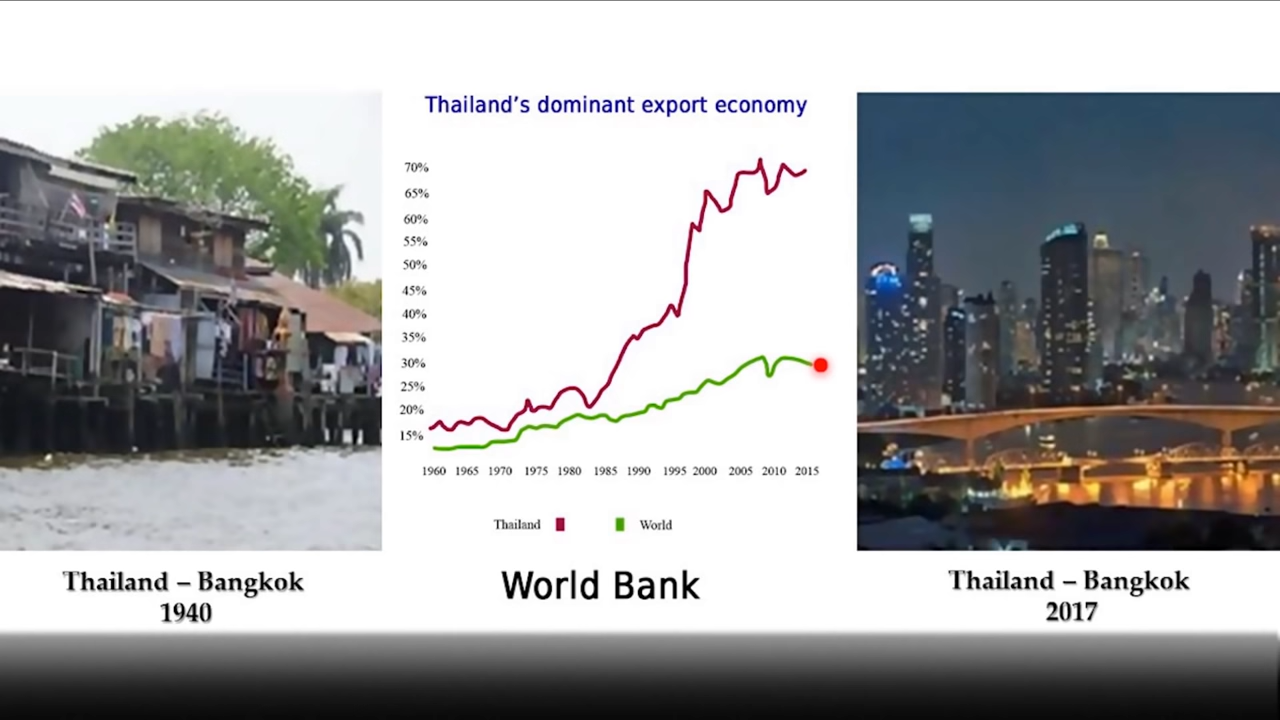 Thailand's dominant export economy
70%
65%
60%
55%
50%
45%
40%
35%
30%
25%
20%
15%
1960 1965 1970 1975 1980 1985 1990 1995 2000 2005 2010 2015
Thailand World
World Bank
Thailand – Bangkok
1940
Thailand – Bangkok
2017